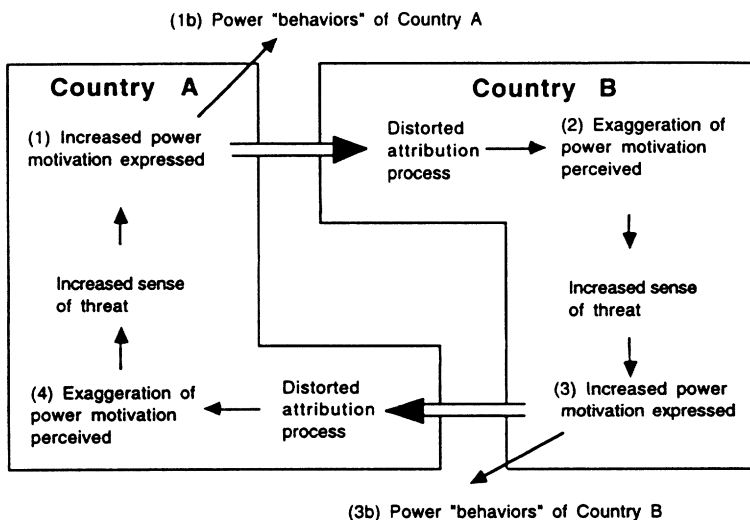 (1b) Power "behaviors" of Country A
Country A
Country B
(1) Increased power
motivation expressed
Distorted
attribution
process
(2) Exaggeration of
power motivation
perceived
Increased sense
of threat
Increased sense
of threat
(4) Exaggeration of
power motivation
perceived
Distorted
attribution
process
(3) Increased power
motivation expressed
(3b) Power "behaviors" of Country B